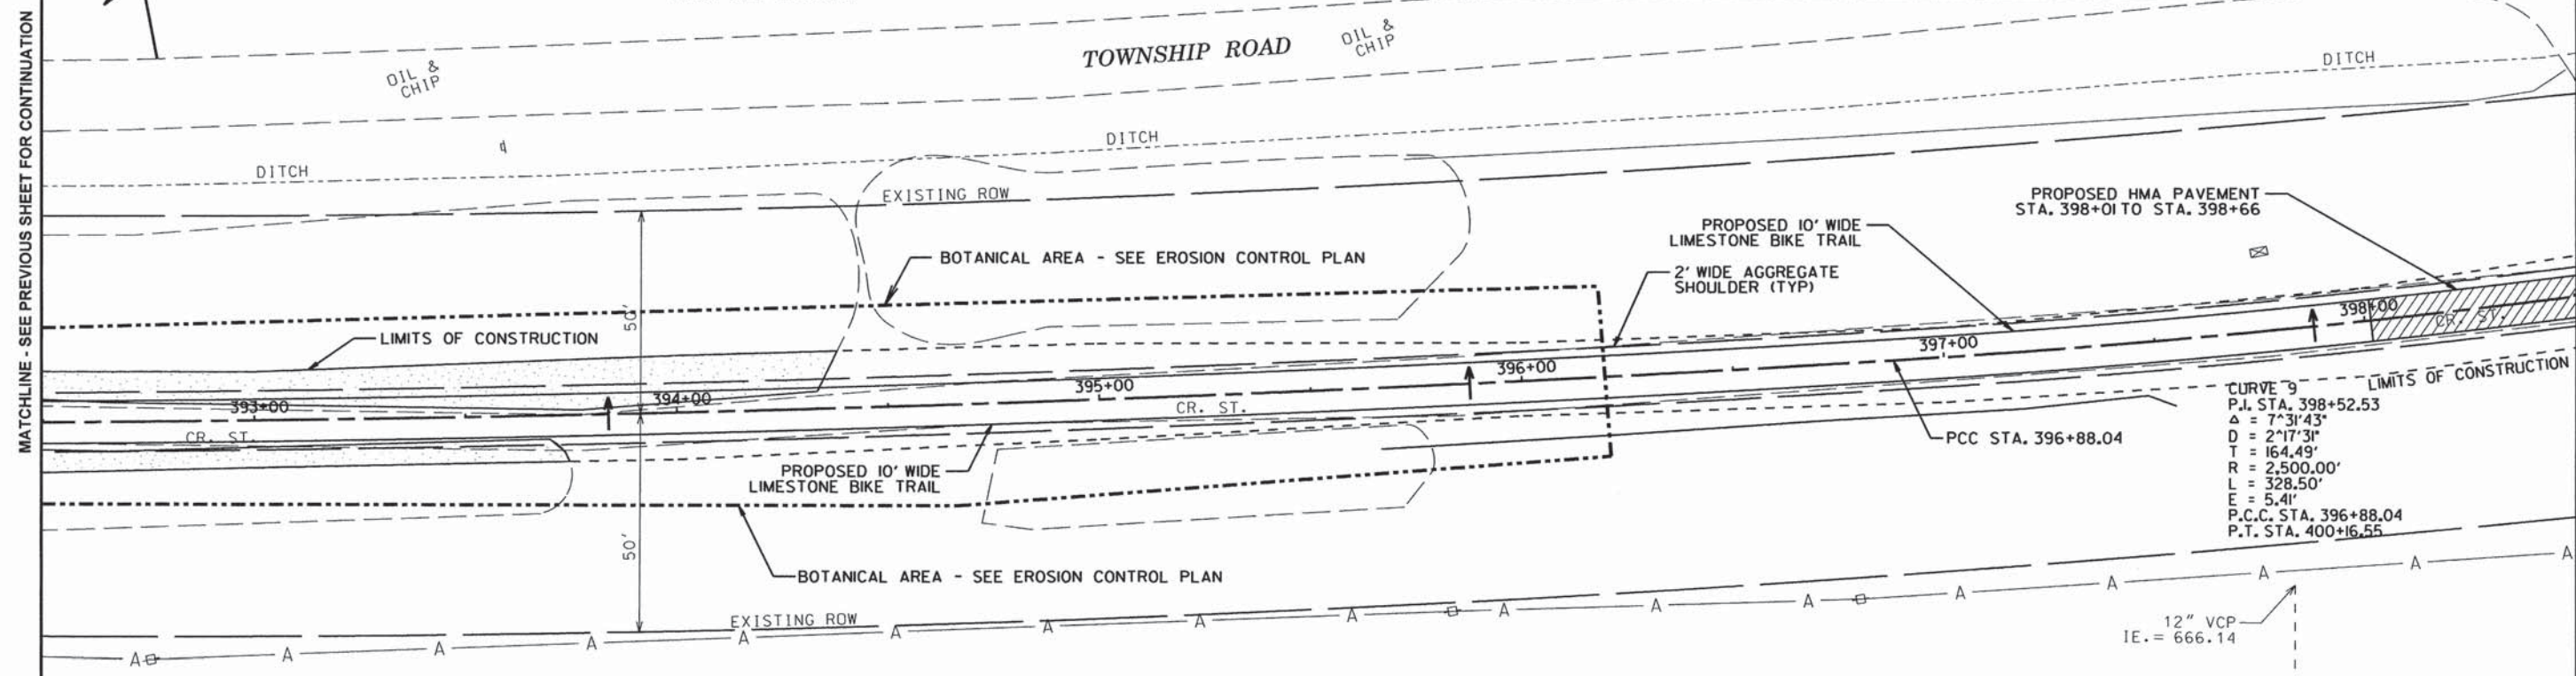 MATCHLINE - SEE PREVIOUS SHEET FOR CONTINUATION
OIL &
CHIP
TOWNSHIP ROAD
OIL &
CHIP
DITCH
DITCH
DITCH
EXISTING ROW
PROPOSED HMA PAVEMENT
STA. 398+01 TO STA. 398+66
PROPOSED 10' WIDE
LIMESTONE BIKE TRAIL
BOTANICAL AREA - SEE EROSION CONTROL PLAN
2' WIDE AGGREGATE
SHOULDER (TYP)
50'
LIMITS OF CONSTRUCTION
393+00
394+00
395+00
396+00
397+00
398+00
CR. ST.
CR. ST.
CR. ST.
LIMITS OF CONSTRUCTION
CURVE 9
P.I. STA. 398+52.53
Δ = 7°31'43"
D = 2°17'31"
T = 164.49'
R = 2,500.00'
L = 328.50'
E = 5.41'
P.C.C. STA. 396+88.04
P.T. STA. 400+16.55
PCC STA. 396+88.04
PROPOSED 10' WIDE
LIMESTONE BIKE TRAIL
50'
BOTANICAL AREA - SEE EROSION CONTROL PLAN
EXISTING ROW
A A A A A A A A A A A A A A A A A
12" VCP
IE.= 666.14